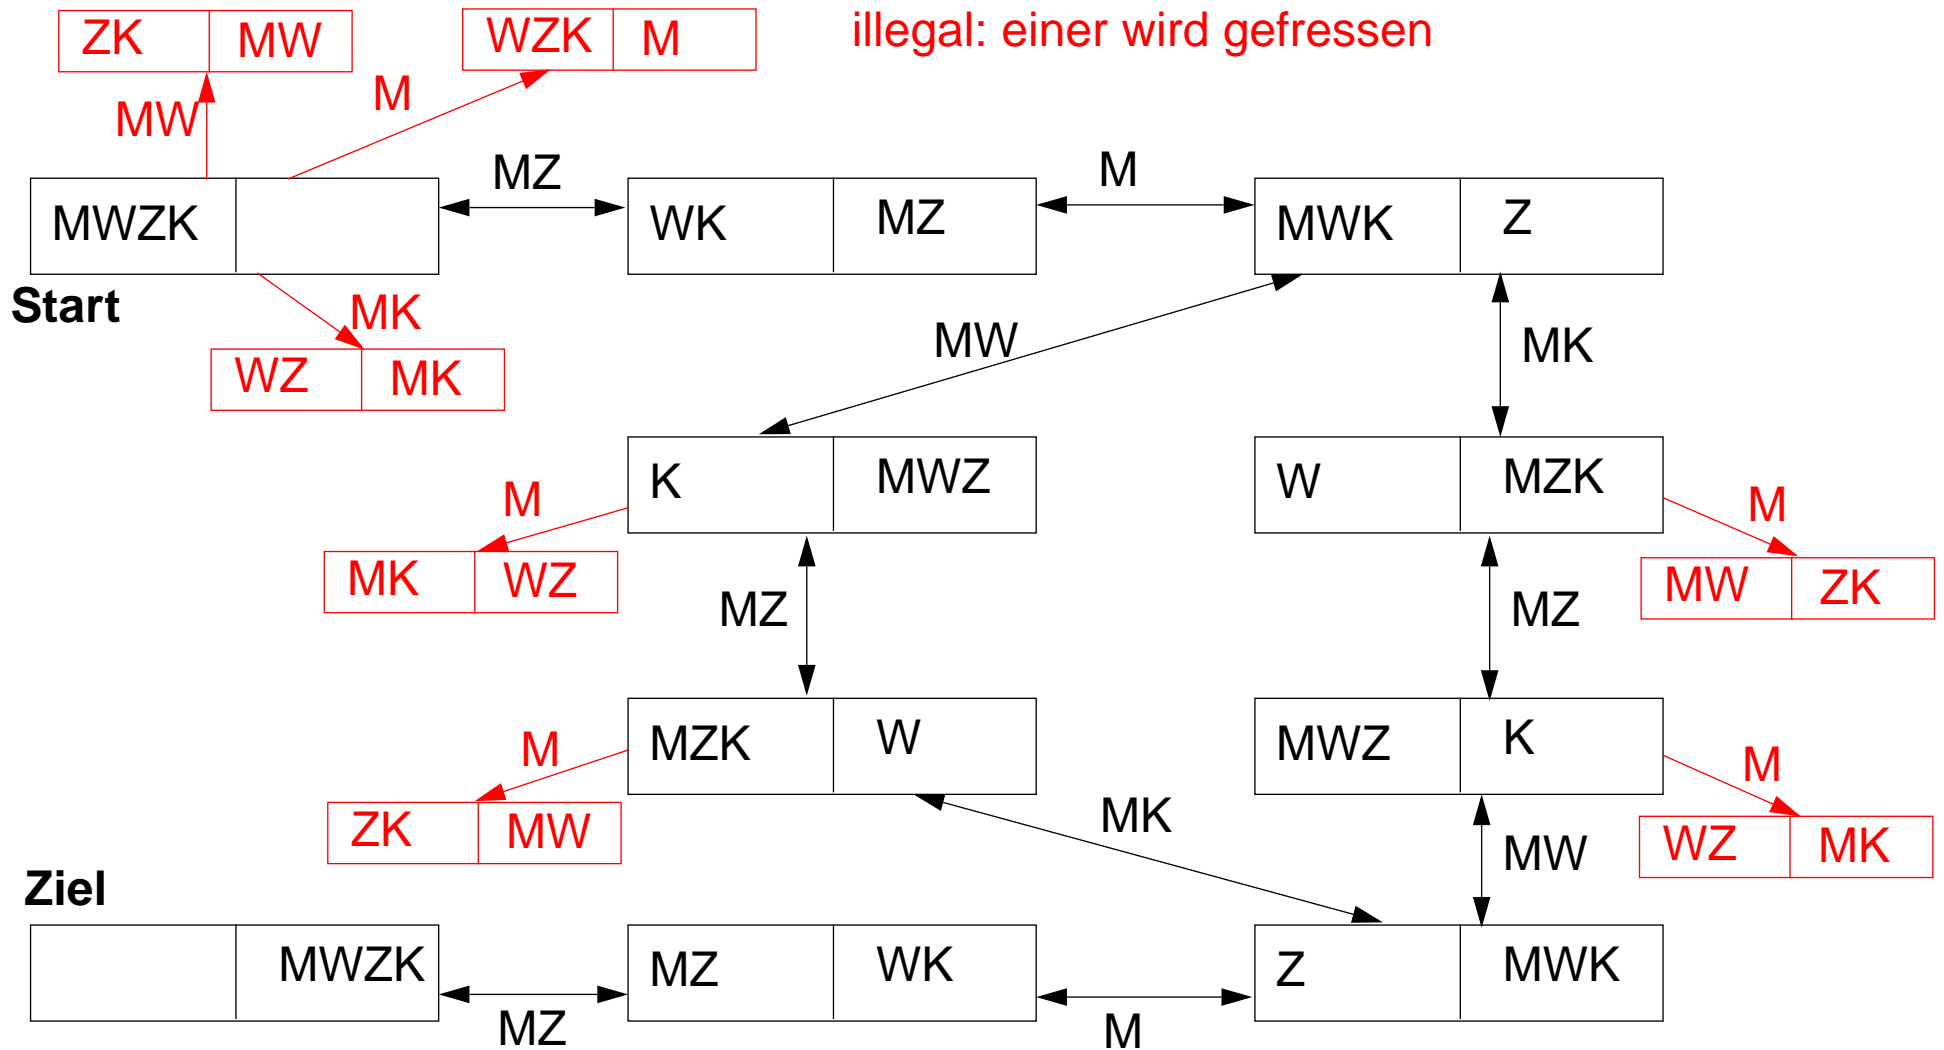 illegal: einer wird gefressen
ZK MW
WZK M
MW
M
MZ
M
MWZK
WK MZ
MWK Z
Start
MK
WZ MK
MW
MK
K MWZ
W MZK
M
M
MK WZ
MW ZK
MZ
MZ
MZK W
MWZ K
M
M
ZK MW
MK
MW
WZ MK
Ziel
MWZK
MZ WK
Z MWK
MZ
M